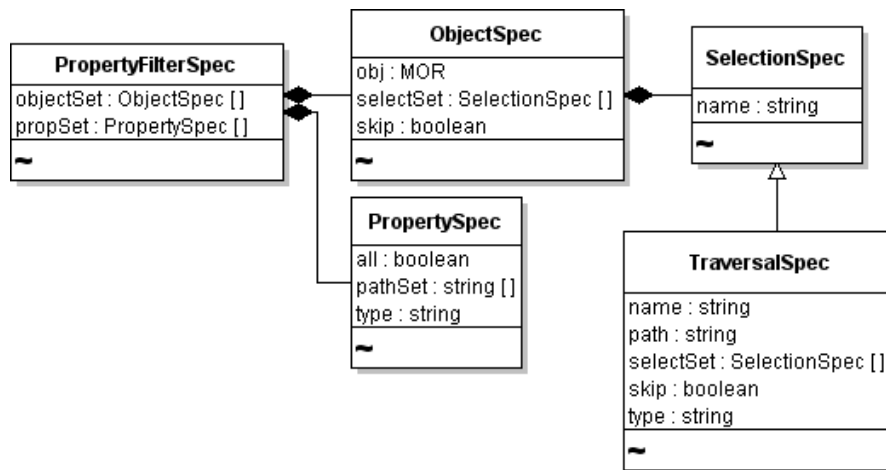 PropertyFilterSpec
objectSet : ObjectSpec []
propSet : PropertySpec []
~
ObjectSpec
obj : MOR
selectSet : SelectionSpec []
skip : boolean
~
SelectionSpec
name : string
~
PropertySpec
all : boolean
pathSet : string []
type : string
~
TraversalSpec
name : string
path : string
selectSet : SelectionSpec []
skip : boolean
type : string
~